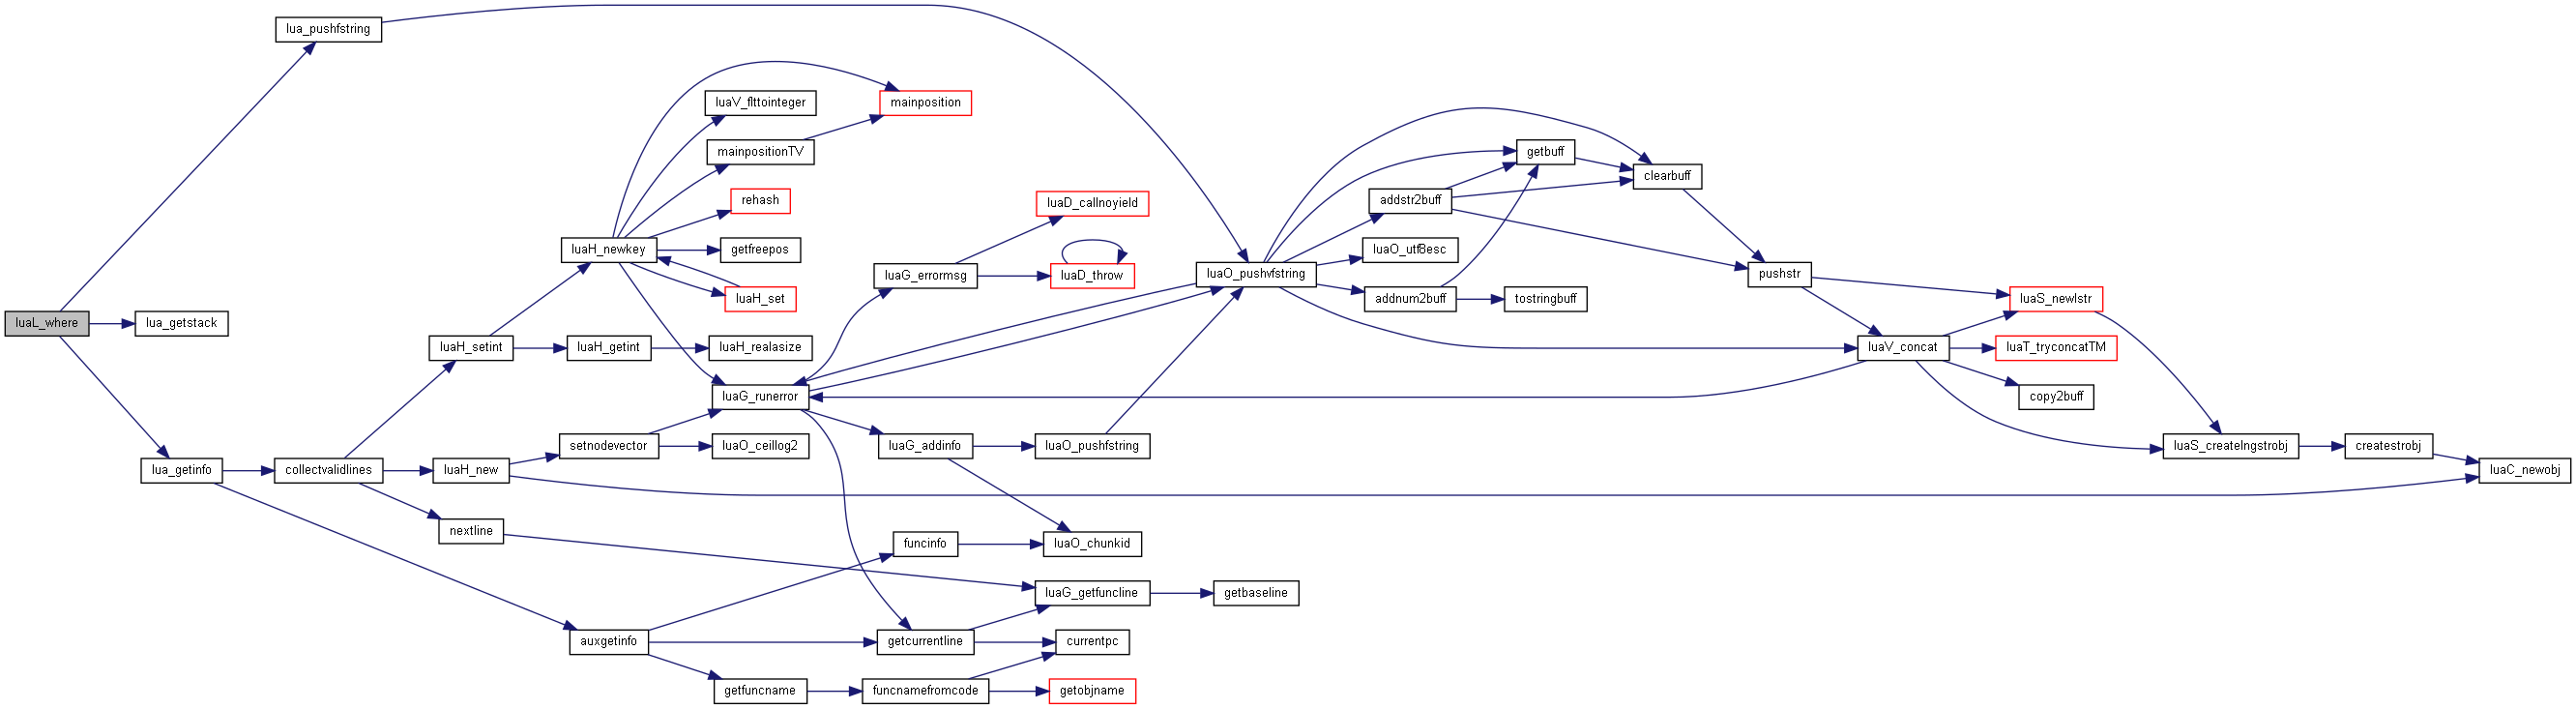 lua_pushfstring
luaV_flttointeger
mainposition
mainpositionTV
getbuff
clearbuff
rehash
luaD_callnoyield
addstr2buff
luaH_newkey
getfreepos
luaO_utf8esc
luaG_errormsg
luaD_throw
luaO_pushvfstring
pushstr
luaH_set
addnum2buff
tostringbuff
luaS_newlstr
luaL_where
lua_getstack
luaH_setint
luaH_getint
luaH_realasize
luaV_concat
luaT_tryconcatTM
luaG_runerror
copy2buff
setnodevector
luaO_ceillog2
luaG_addinfo
luaO_pushfstring
luaS_createlngstrobj
createstrobj
lua_getinfo
collectvalidlines
luaH_new
luaC_newobj
nextline
funcinfo
luaO_chunkid
luaG_getfuncline
getbaseline
auxgetinfo
getcurrentline
currentpc
getfuncname
funcnamefromcode
getobjname